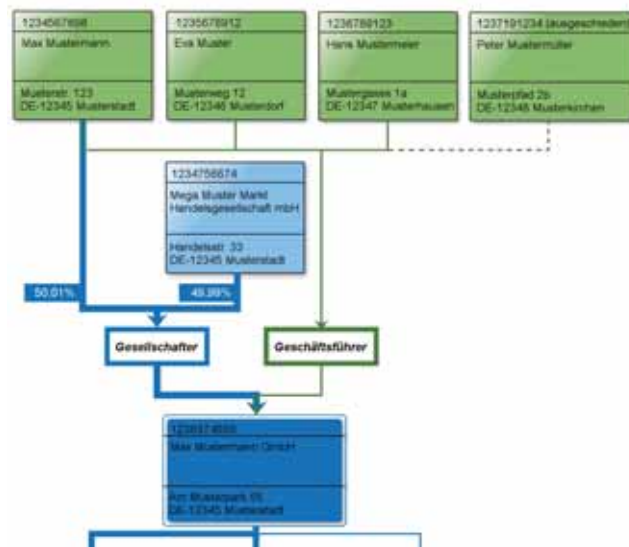 1234567898
Max Mustermann
Musterstr. 123
DE-12345 Musterstadt
1235678912
Eva Muster
Musterweg 12
DE-12346 Musterdorf
1236789123
Hans Mustermeier
Mustergasse 1a
DE-12347 Musterhausen
1237191234 (ausgeschieden)
Peter Mustermüller
Musterpfad 2b
DE-12348 Musterkirchen
1234756674
Mega Muster Markt
Handelsgesellschaft mbH
Handelsstr. 33
DE-12345 Musterstadt
50.01%
49.99%
Gesellschafter
Geschäftsführer
Max Mustermann GmbH
Am Musterpark 65
DE-12345 Musterstadt